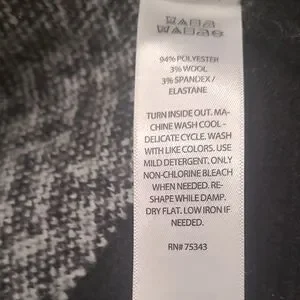 94% POLYESTER
3% WOOL
3% SPANDEX /
ELASTANE
TURN INSIDE OUT. MA-
CHINE WASH COOL -
DELICATE CYCLE. WASH
WITH LIKE COLORS. USE
MILD DETERGENT. ONLY
NON-CHLORINE BLEACH
WHEN NEEDED. RE-
SHAPE WHILE DAMP.
DRY FLAT. LOW IRON IF
NEEDED.
RN# 75343